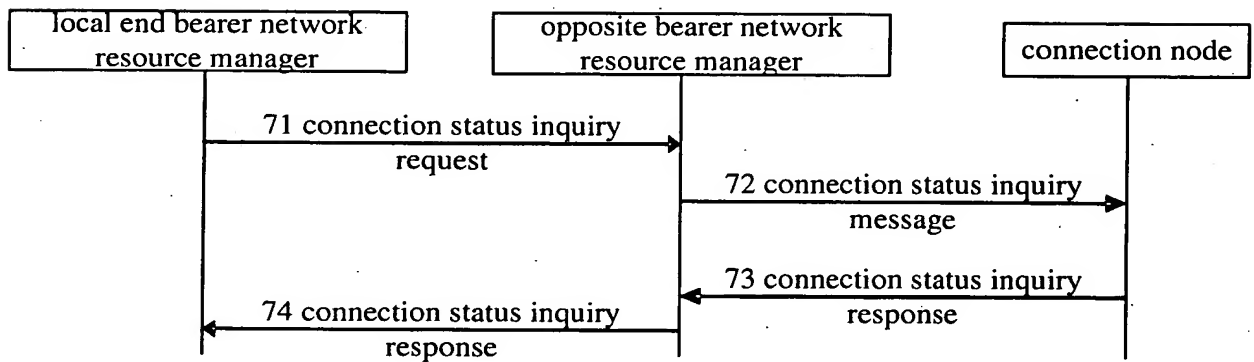 local end bearer network
resource manager
opposite bearer network
resource manager
connection node
71 connection status inquiry
request
72 connection status inquiry
message
73 connection status inquiry
response
74 connection status inquiry
response